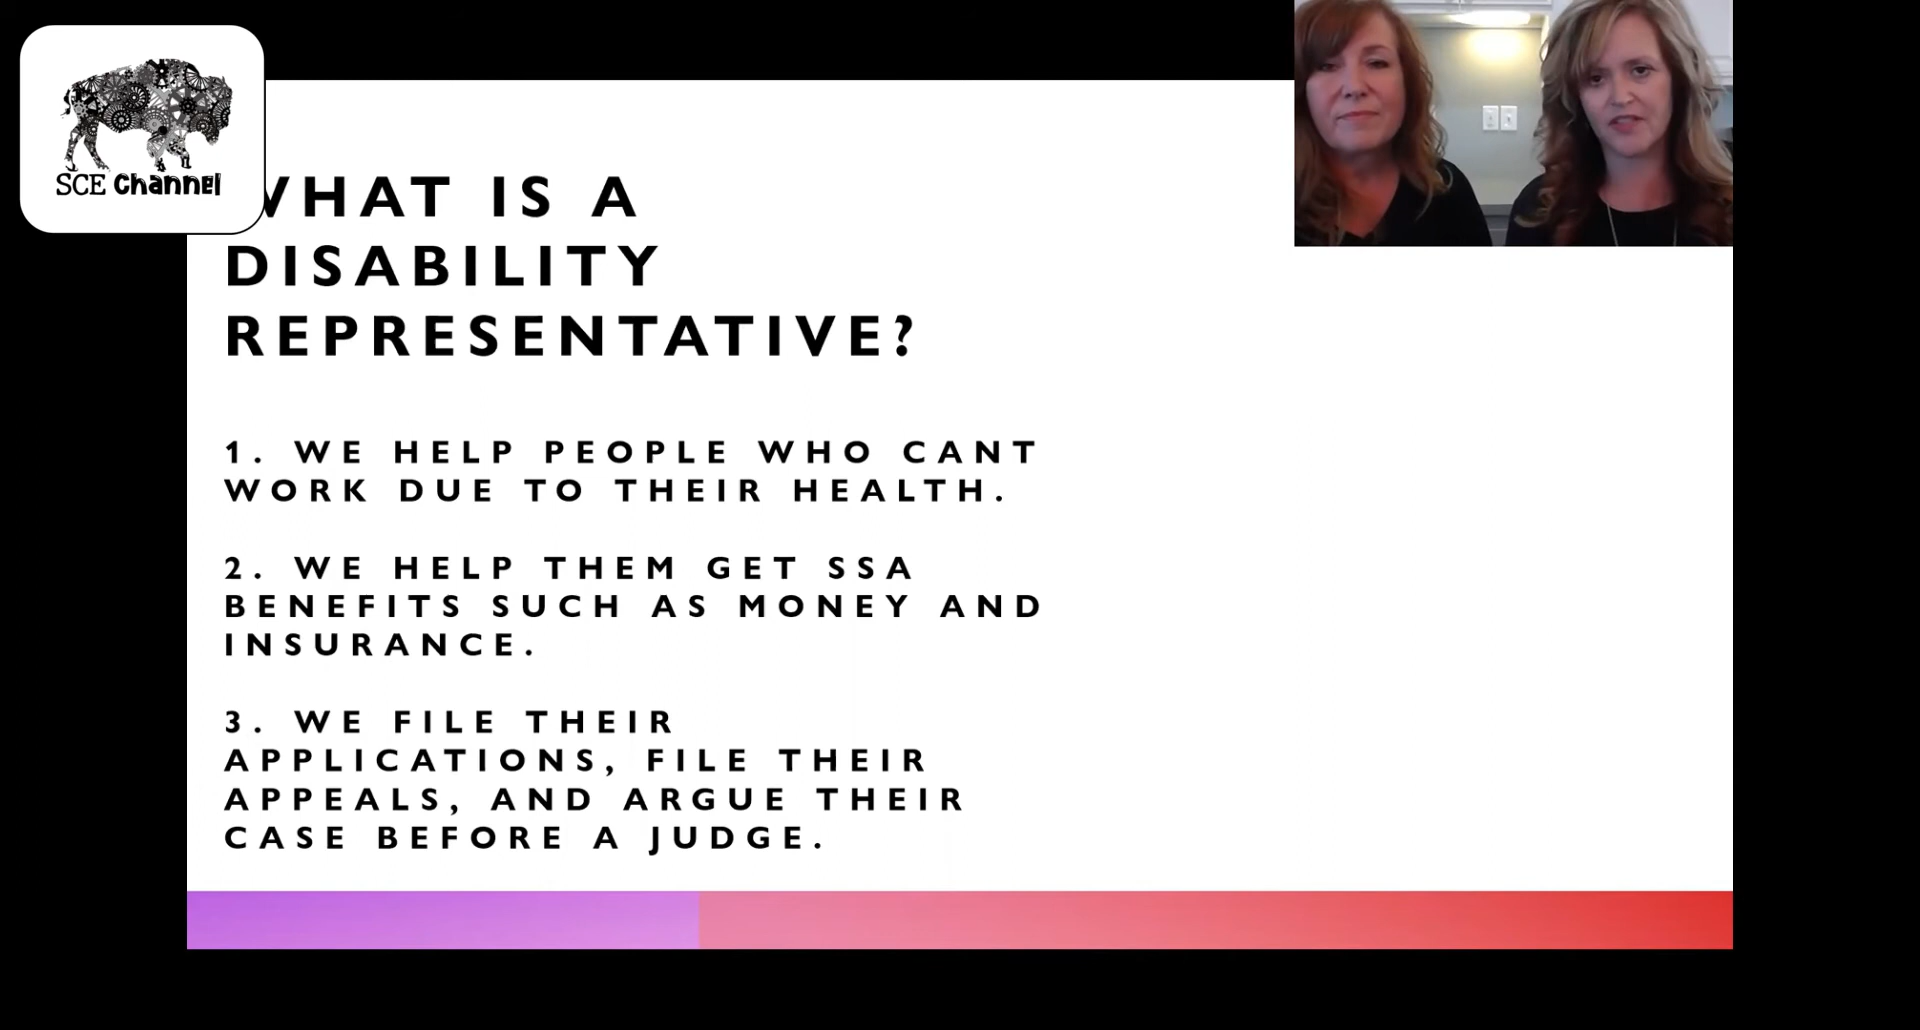 SCE Channel
WHAT IS A
DISABILITY
REPRESENTATIVE?
1. WE HELP PEOPLE WHO CANT
WORK DUE TO THEIR HEALTH.
2. WE HELP THEM GET SSA
BENEFITS SUCH AS MONEY AND
INSURANCE.
3. WE FILE THEIR
APPLICATIONS, FILE THEIR
APPEALS, AND ARGUE THEIR
CASE BEFORE A JUDGE.